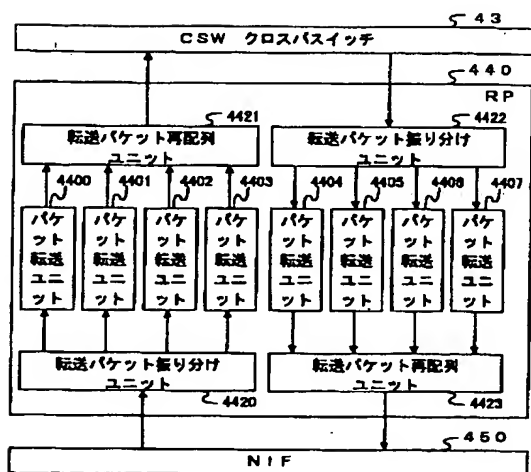 43
CSW クロスバスイッチ
440
RP
4421
転送パケット再配列
ユニット
4422
転送パケット振り分け
ユニット
4400
4401
4402
4403
4404
4405
4406
4407
パケット転送ユニット
パケット転送ユニット
パケット転送ユニット
パケット転送ユニット
パケット転送ユニット
パケット転送ユニット
パケット転送ユニット
パケット転送ユニット
転送パケット振り分け
ユニット
4420
転送パケット再配列
ユニット
4423
450
NIF